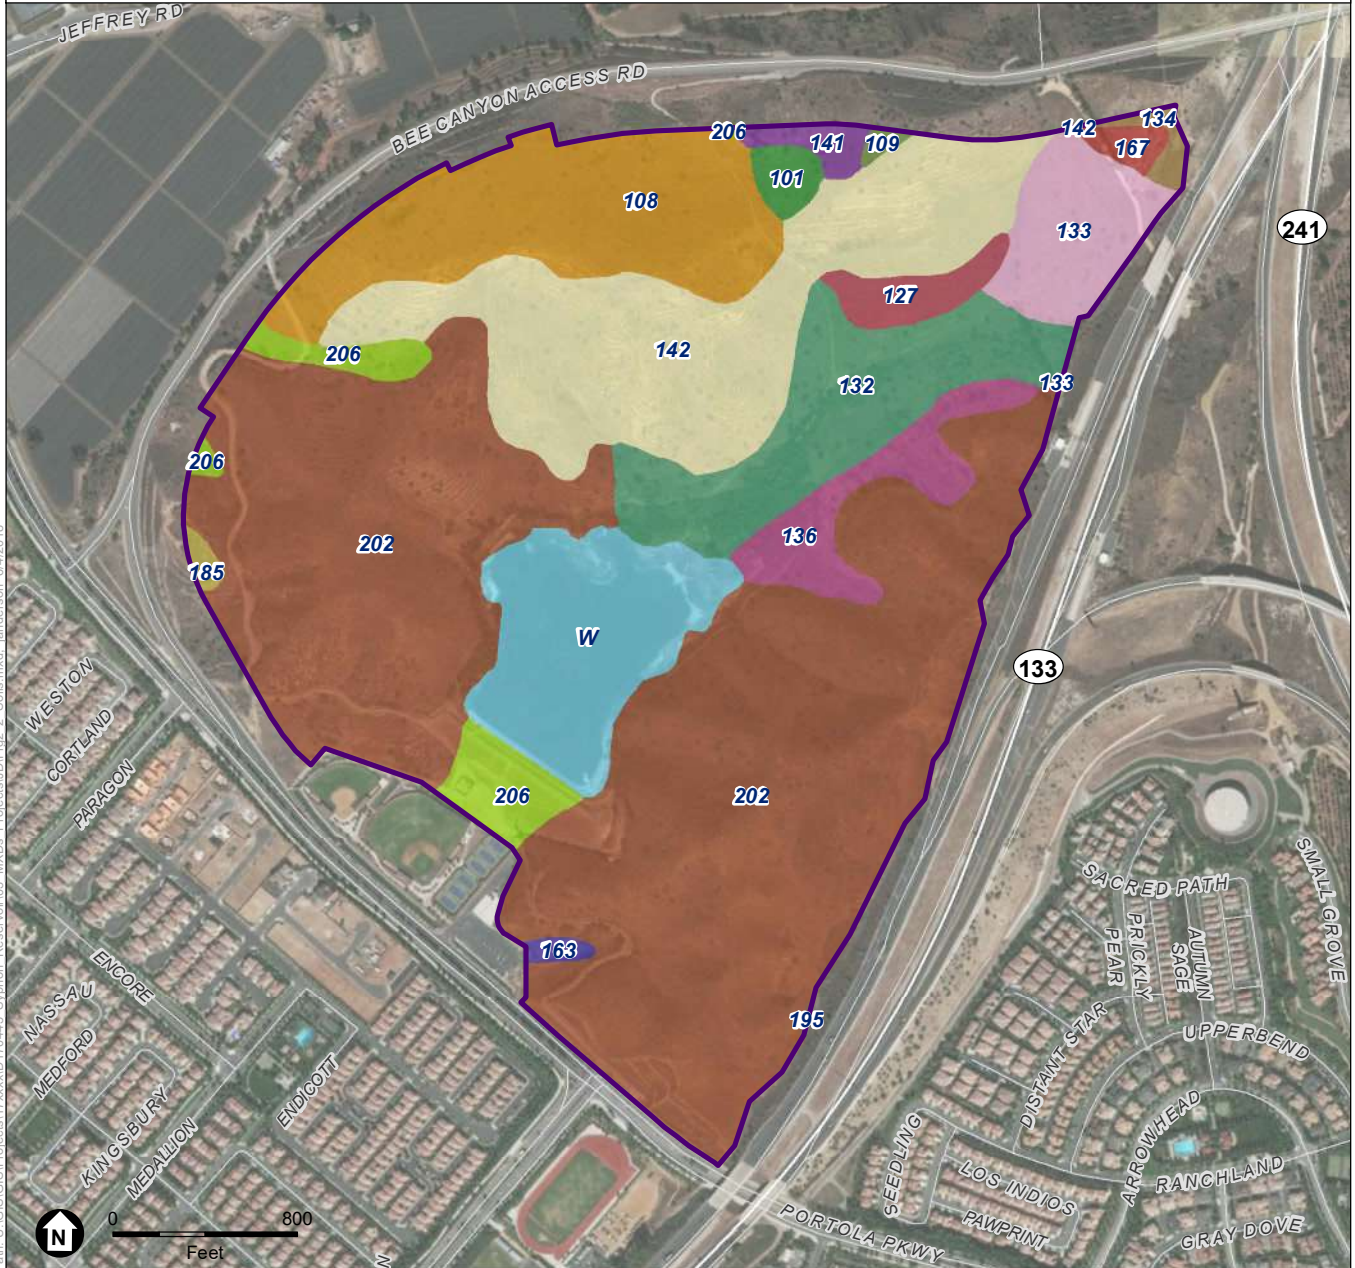 JEFFREY RD
BEE CANYON ACCESS RD
206
141
109
142
134
167
101
108
133
241
127
206
142
132
133
206
202
136
185
W
133
WESTON
CORTLAND
PARAGON
206
202
SACRED PATH
SMALL GROVE
PRICKLY PEAR
AUTUMN SAGE
163
ENCORE
NASSAU
MEDFORD
195
DISTANT STAR
UPPERBEND
ENDICOTT
KINGSBURY
MEDALLION
ARROWHEAD
SEEDLING
LOS INDIOS
RANCHLAND
PAWPRINT
GRAY DOVE
PORTOLA PKWY
N
0 800
Feet
N